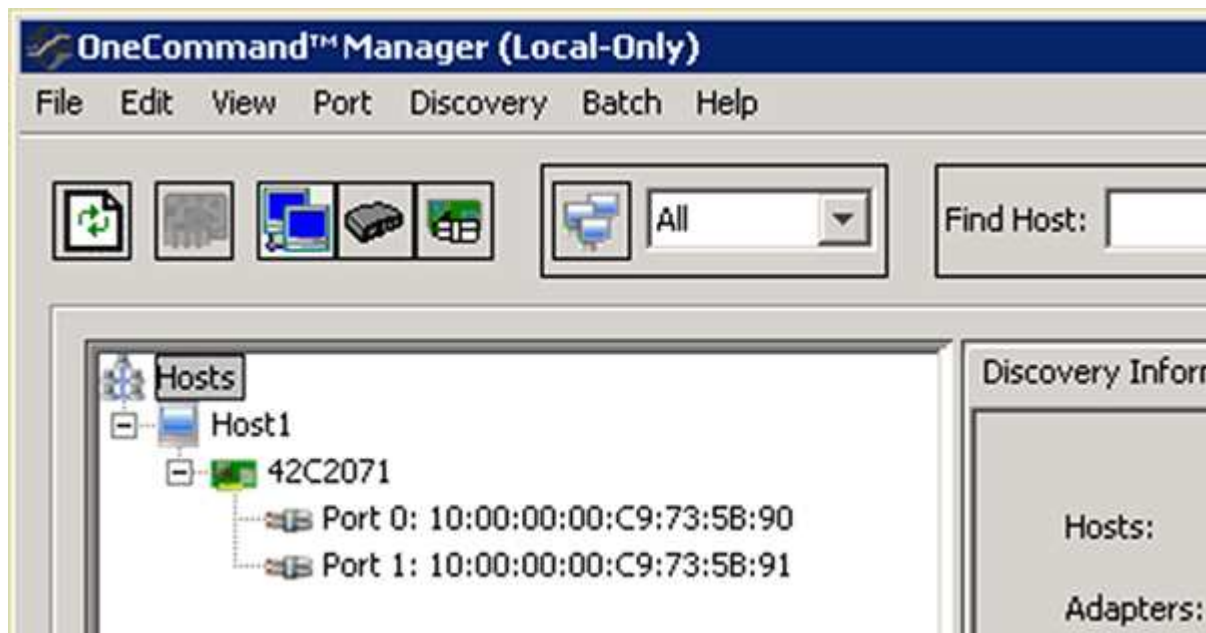 OneCommand™ Manager (Local-Only)
File Edit View Port Discovery Batch Help
All Find Host:
Hosts
Host1
42C2071
Port 0: 10:00:00:00:C9:73:5B:90
Port 1: 10:00:00:00:C9:73:5B:91
Discovery Inform
Hosts:
Adapters: